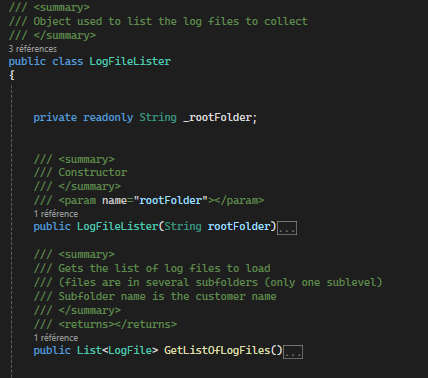 /// <summary>
/// Object used to list the log files to collect
/// </summary>
3 références
public class LogFileLister
{
private readonly String _rootFolder;
/// <summary>
/// Constructor
/// </summary>
/// <param name="rootFolder"></param>
1 référence
public LogFileLister(String rootFolder)...
/// <summary>
/// Gets the list of log files to load
/// (files are in several subfolders (only one sublevel)
/// Subfolder name is the customer name
/// </summary>
/// <returns></returns>
1 référence
public List<LogFile> GetListOfLogFiles()...